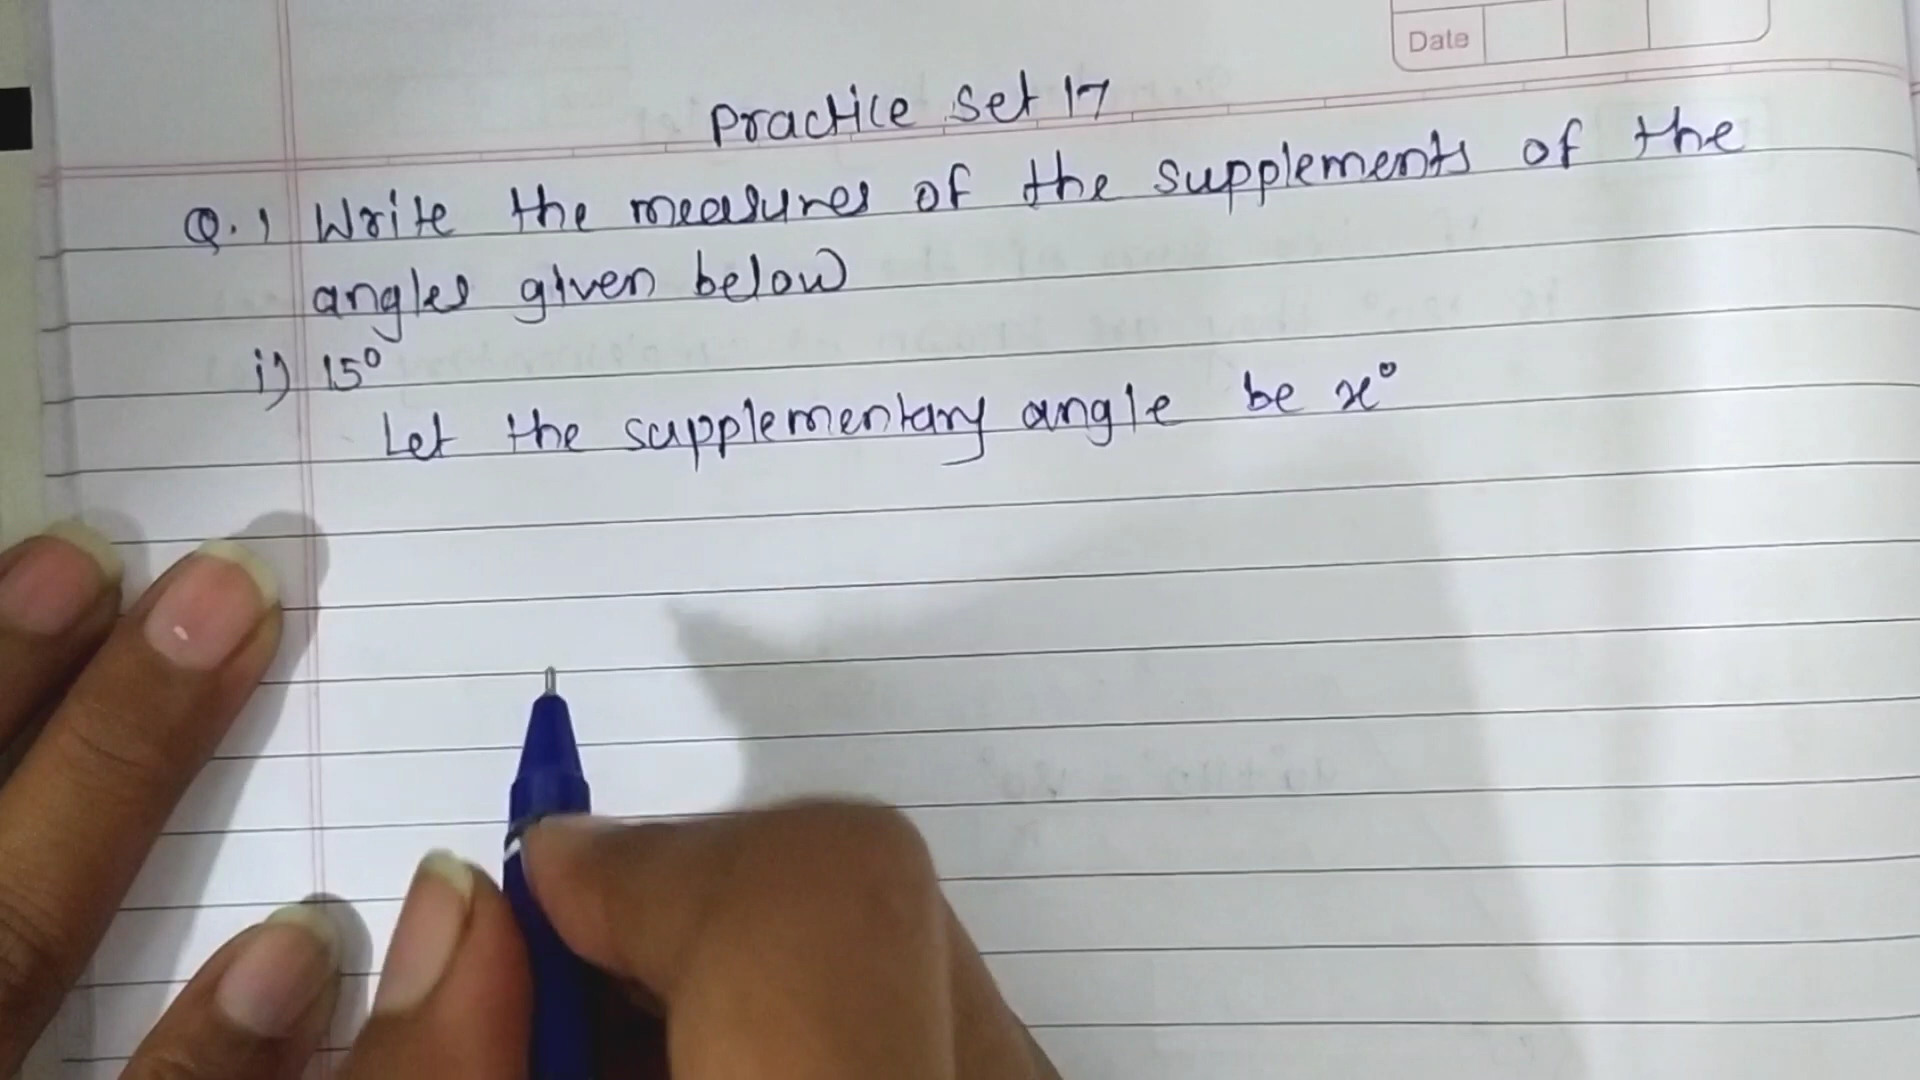 Date
Practice Set 17
Q.1 Write the measures of the supplements of the
angles given below
i) 15°
Let the supplementary angle be x°